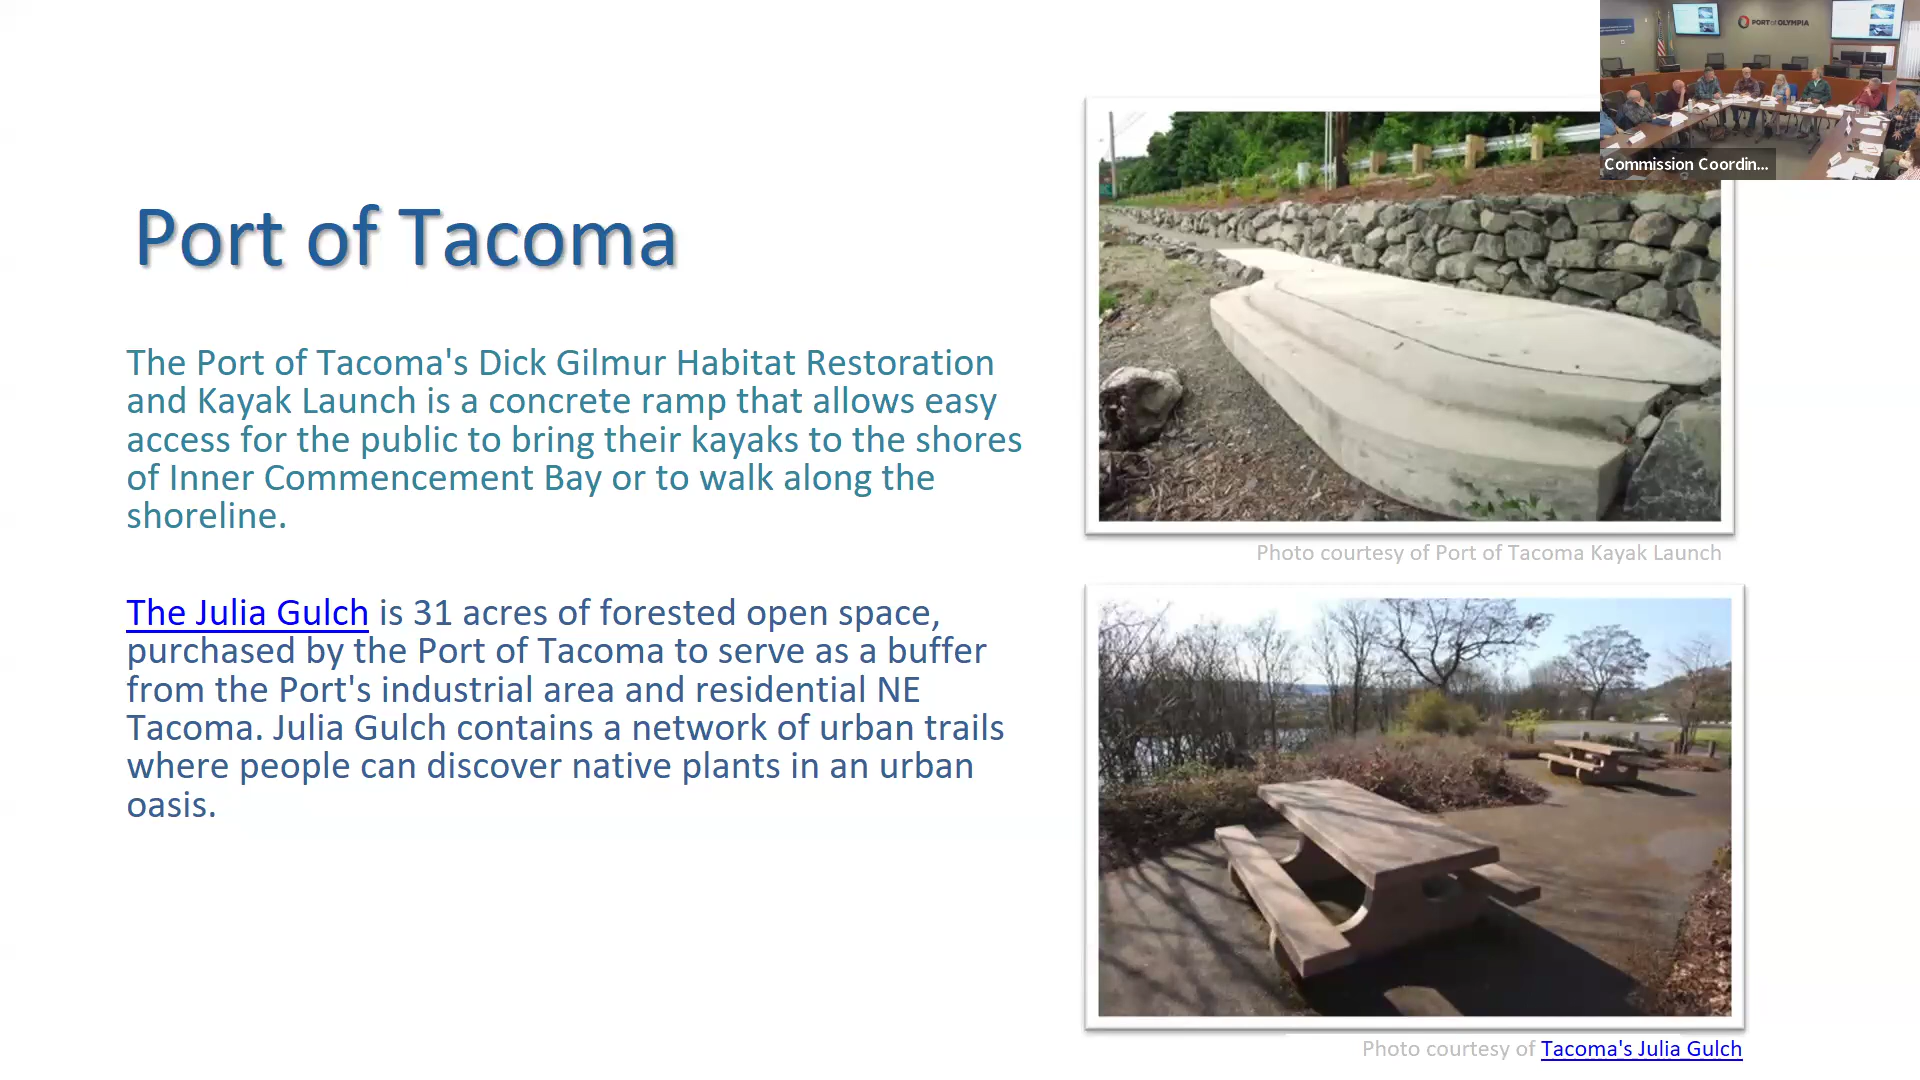 PORT OF OLYMPIA
Commission Coordin...
Port of Tacoma
The Port of Tacoma's Dick Gilmur Habitat Restoration
and Kayak Launch is a concrete ramp that allows easy
access for the public to bring their kayaks to the shores
of Inner Commencement Bay or to walk along the
shoreline.
The Julia Gulch is 31 acres of forested open space,
purchased by the Port of Tacoma to serve as a buffer
from the Port's industrial area and residential NE
Tacoma. Julia Gulch contains a network of urban trails
where people can discover native plants in an urban
oasis.
Photo courtesy of Port of Tacoma Kayak Launch
Photo courtesy of Tacoma's Julia Gulch